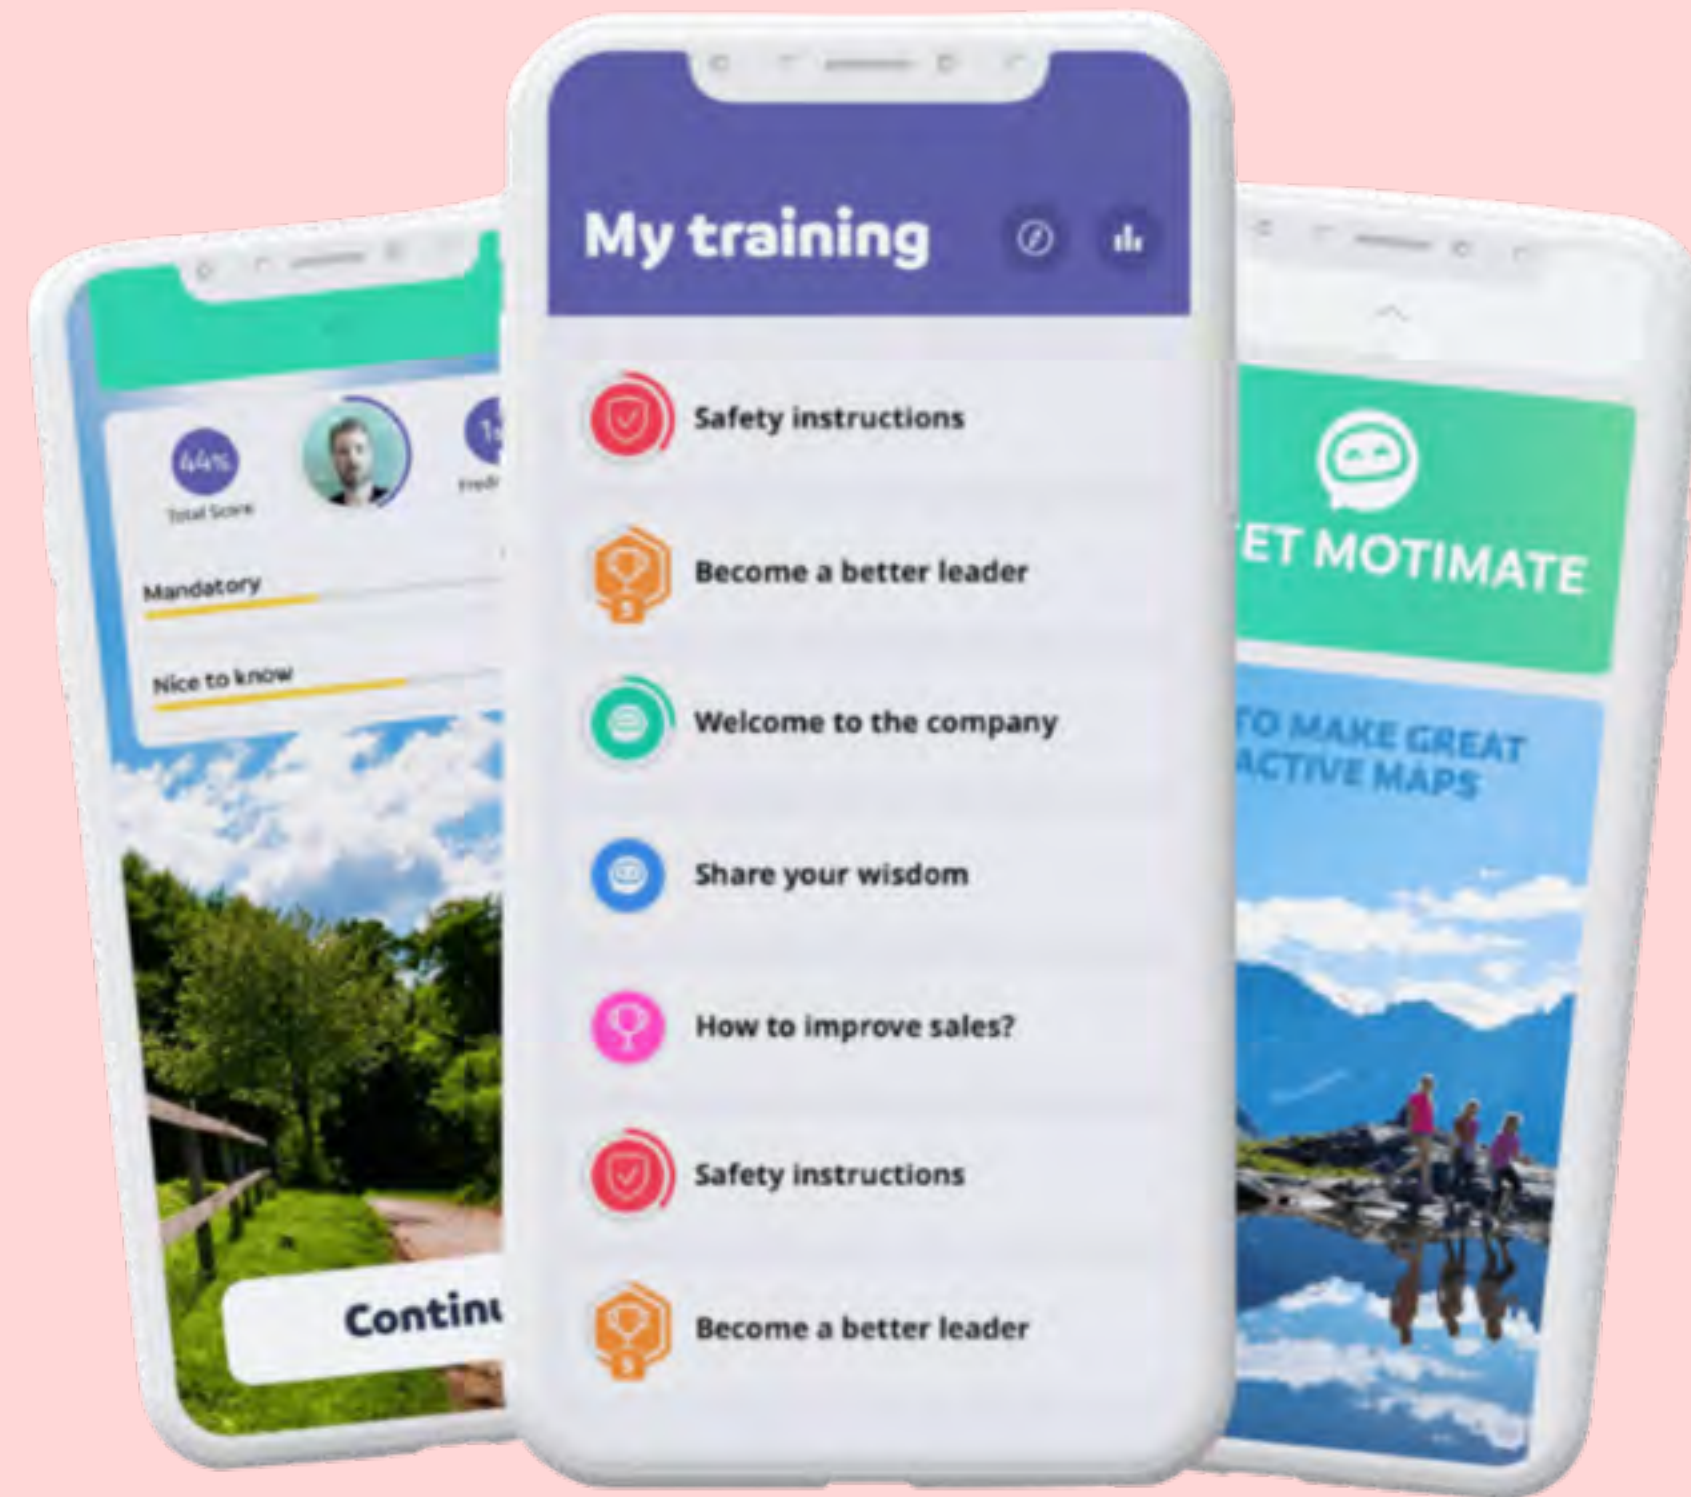 My training
Safety instructions
Become a better leader
Welcome to the company
Share your wisdom
How to improve sales?
Safety instructions
Become a better leader
44%
Total Score
Mandatory
Nice to know
Continu
ET MOTIMATE
TO MAKE GREAT
ACTIVE MAPS